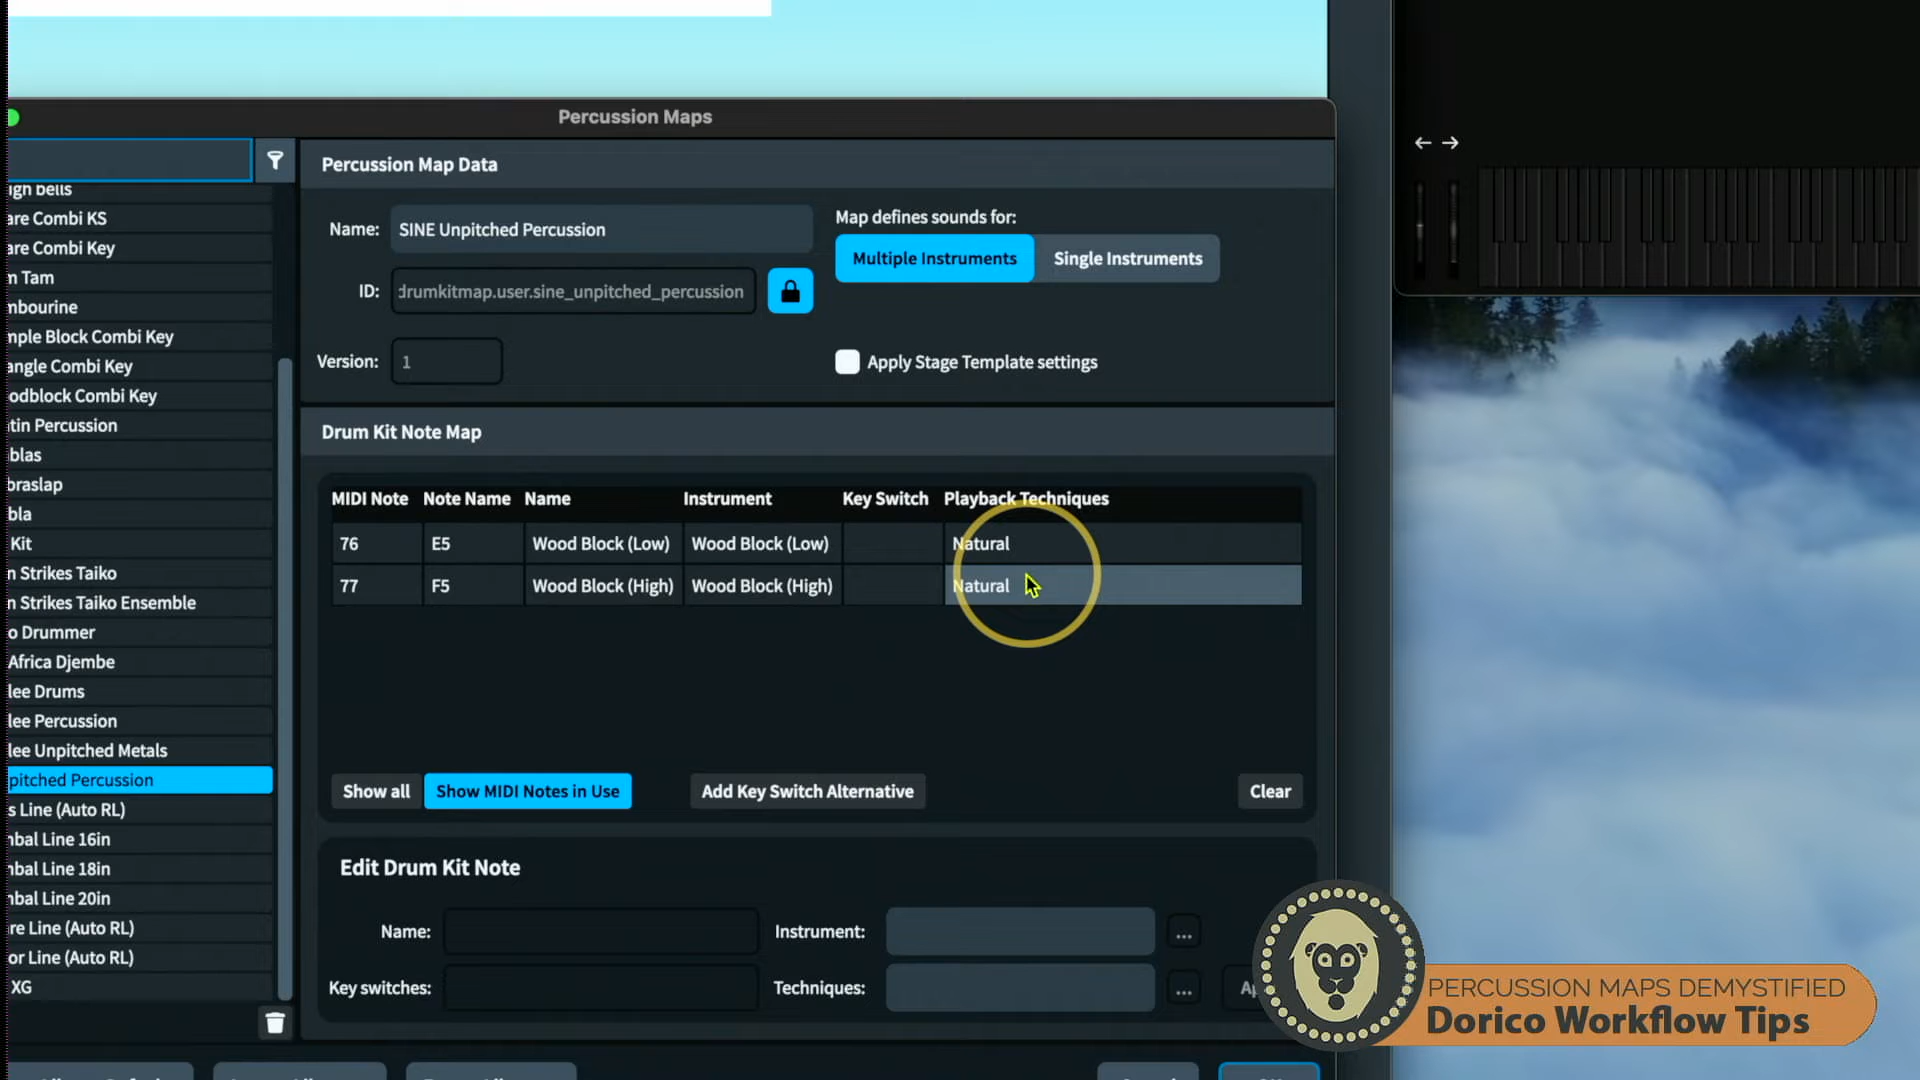 Percussion Maps
Percussion Map Data
Name: SINE Unpitched Percussion
ID: drumkitmap.user.sine_unpitched_percussion
Version: 1
Map defines sounds for:
Multiple Instruments Single Instruments
Apply Stage Template settings
igh bells
are Combi KS
are Combi Key
m Tam
mbourine
mple Block Combi Key
angle Combi Key
odblock Combi Key
tin Percussion
blas
braslap
bla
Kit
n Strikes Taiko
n Strikes Taiko Ensemble
o Drummer
Africa Djembe
lee Drums
lee Percussion
lee Unpitched Metals
pitched Percussion
s Line (Auto RL)
nbal Line 16in
nbal Line 18in
nbal Line 20in
re Line (Auto RL)
or Line (Auto RL)
XG
Drum Kit Note Map
MIDI Note Note Name Name Instrument Key Switch Playback Techniques
76 E5 Wood Block (Low) Wood Block (Low) Natural
77 F5 Wood Block (High) Wood Block (High) Natural
Show all Show MIDI Notes in Use Add Key Switch Alternative Clear
Edit Drum Kit Note
Name: Instrument: ...
Key switches: Techniques: ...
PERCUSSION MAPS DEMYSTIFIED
Dorico Workflow Tips